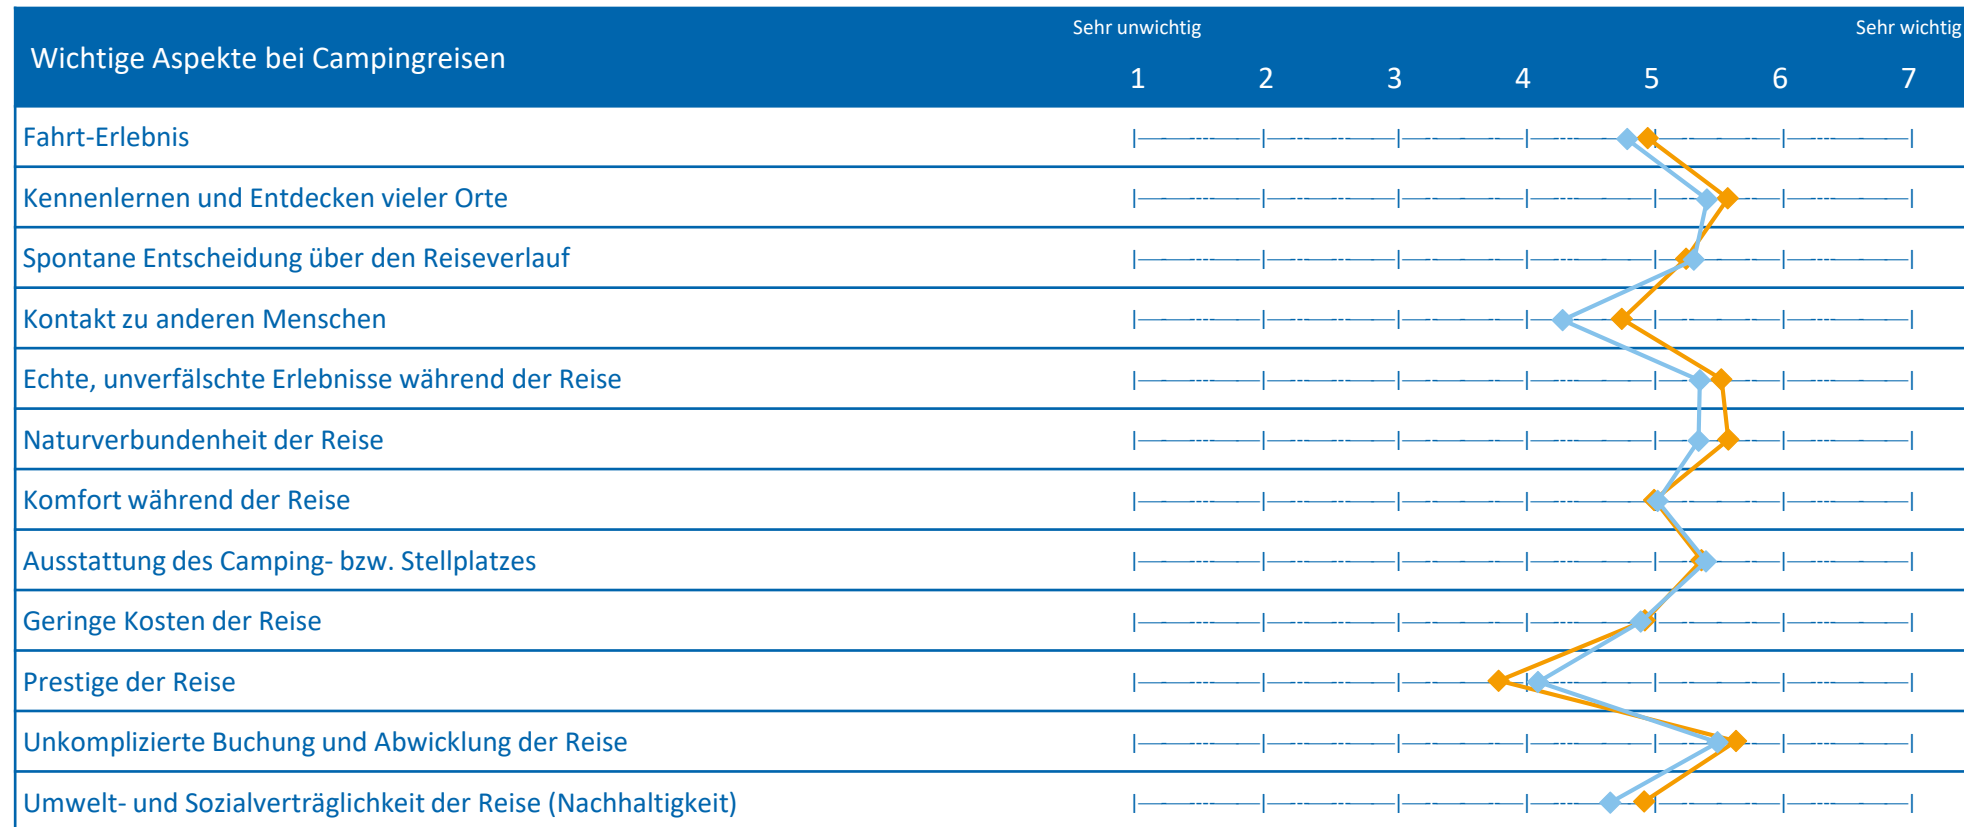 Sehr unwichtig Sehr wichtig
Wichtige Aspekte bei Campingreisen
1 2 3 4 5 6 7
Fahrt-Erlebnis
Kennenlernen und Entdecken vieler Orte
Spontane Entscheidung über den Reiseverlauf
Kontakt zu anderen Menschen
Echte, unverfälschte Erlebnisse während der Reise
Naturverbundenheit der Reise
Komfort während der Reise
Ausstattung des Camping- bzw. Stellplatzes
Geringe Kosten der Reise
Prestige der Reise
Unkomplizierte Buchung und Abwicklung der Reise
Umwelt- und Sozialverträglichkeit der Reise (Nachhaltigkeit)